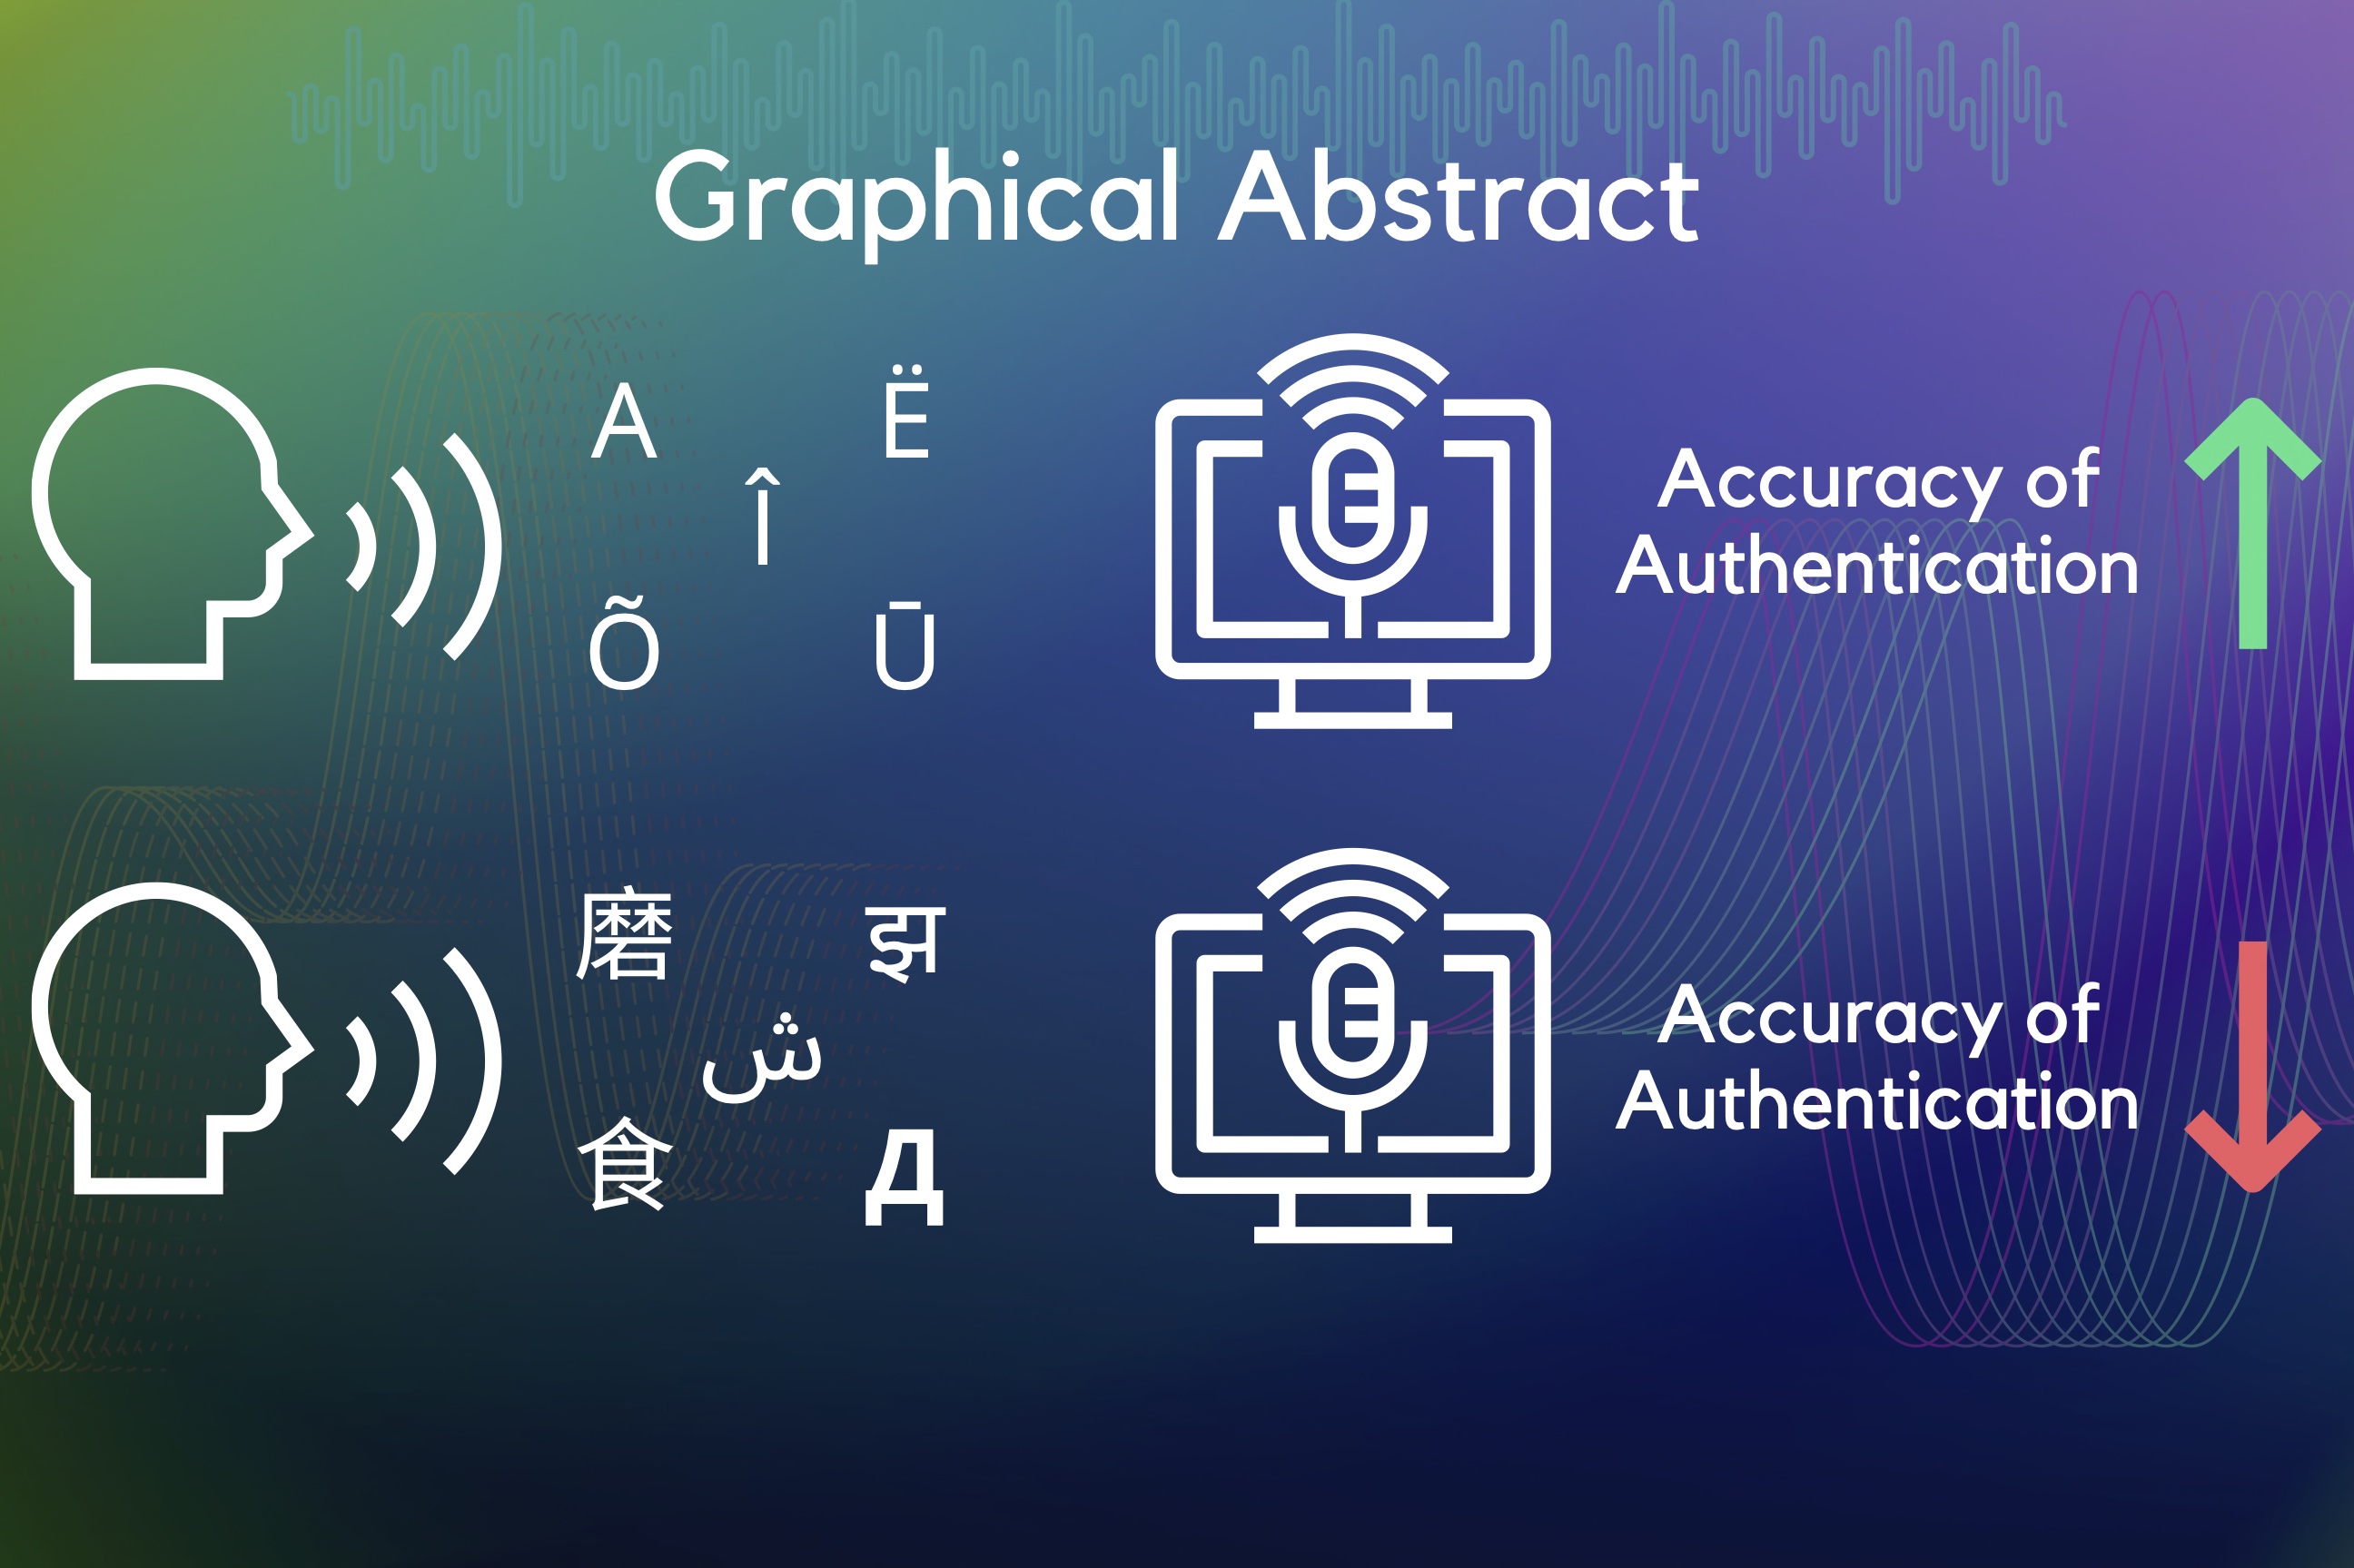 Graphical Abstract
A Ë
Î
Õ Ū
Accuracy of
Authentication
磨 झ
ش
食 Д
Accuracy of
Authentication